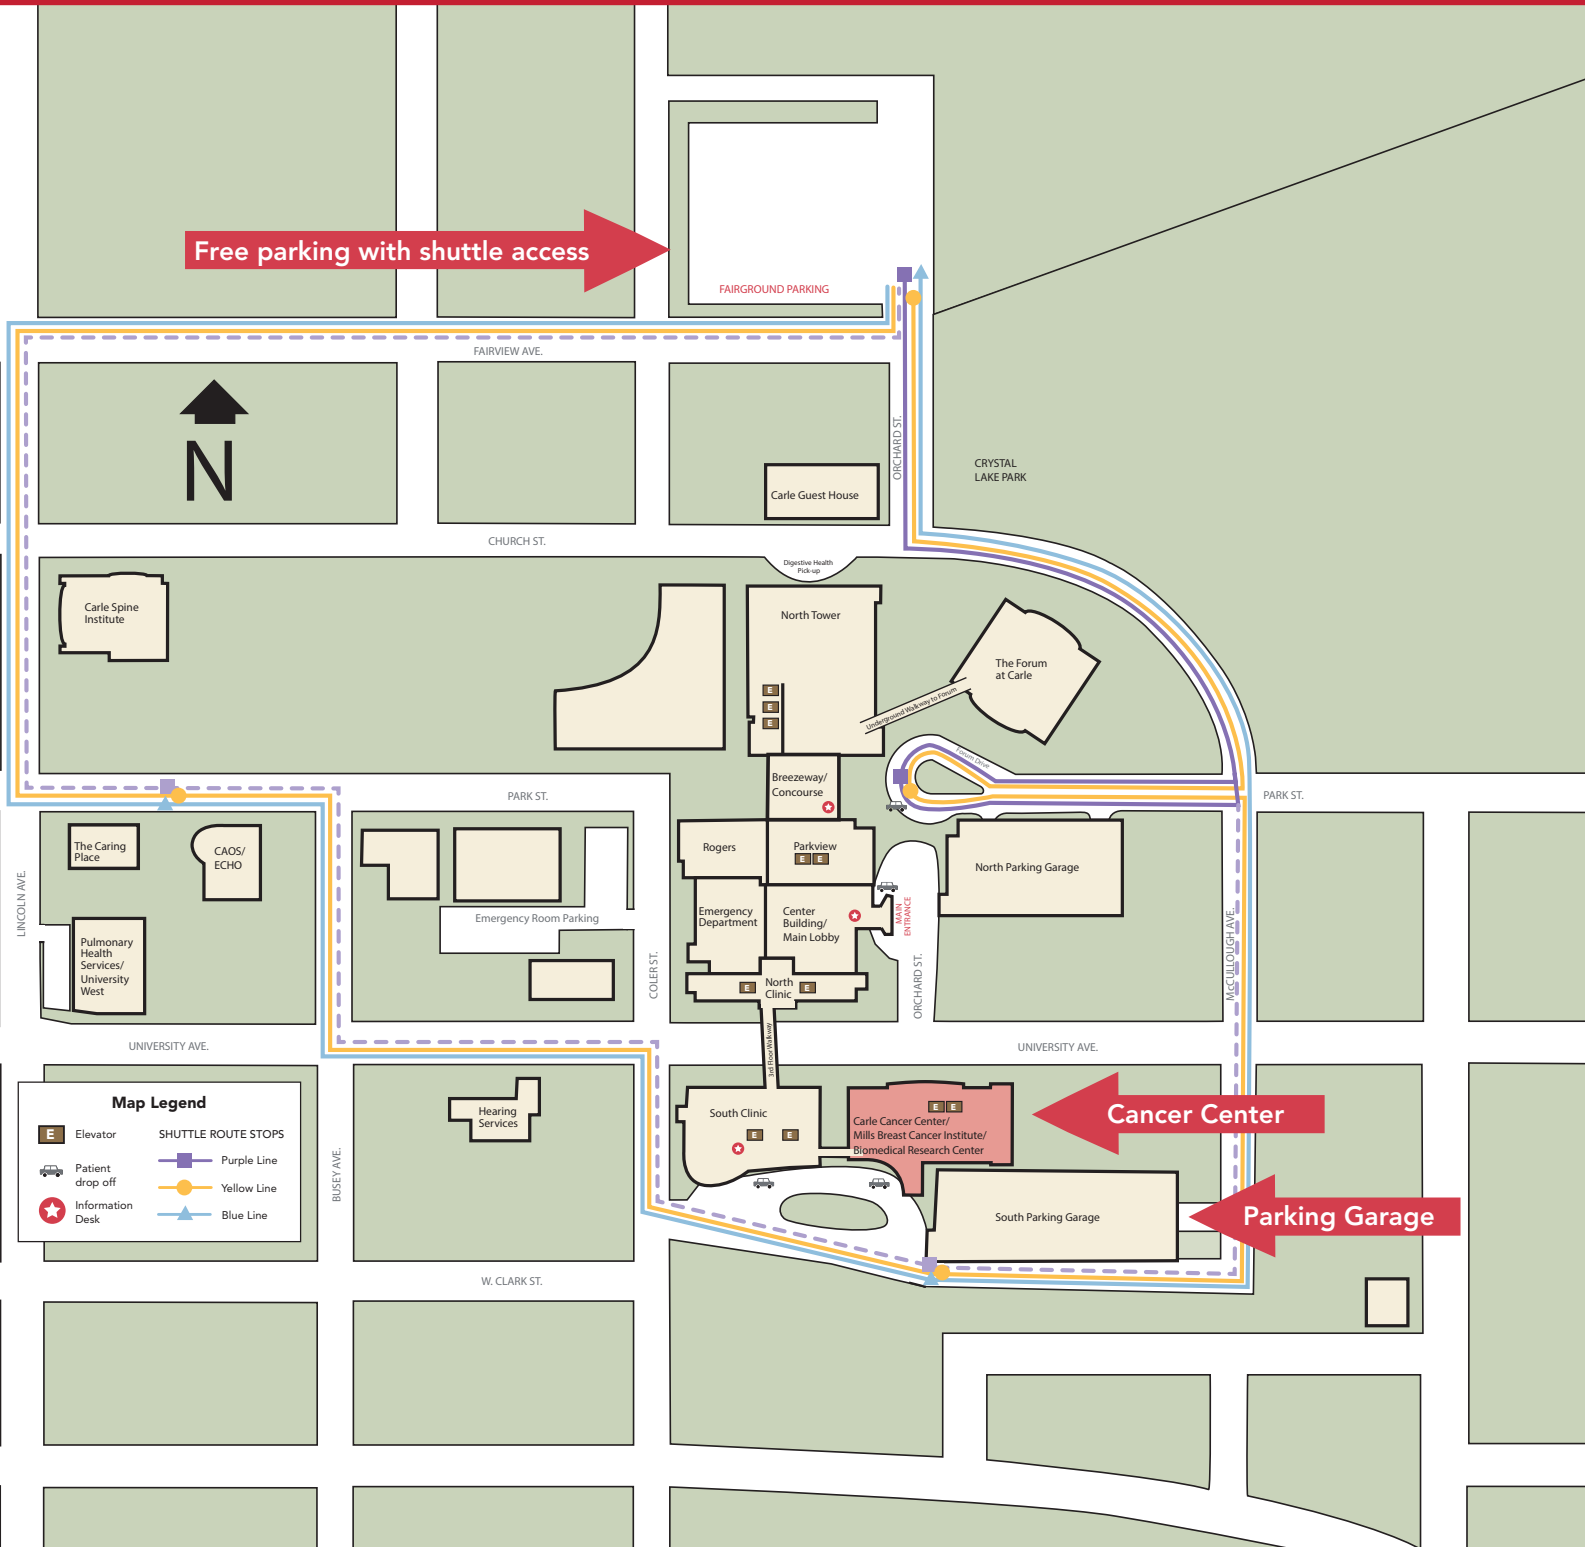 Free parking with shuttle access
FAIRGROUND PARKING
FAIRVIEW AVE.
N
ORCHARD ST.
CRYSTAL
LAKE PARK
Carle Guest House
CHURCH ST.
Digestive Health
Pick-up
Carle Spine
Institute
North Tower
The Forum
at Carle
E
E
E
Underground Walkway to Forum
Forum Drive
Breezeway/
Concourse
PARK ST.
PARK ST.
The Caring
Place
CAOS/
ECHO
Rogers
Parkview
E
E
North Parking Garage
LINCOLN AVE.
Emergency Room Parking
Emergency
Department
Center
Building/
Main Lobby
MAIN
ENTRANCE
McCULLOUGH AVE.
Pulmonary
Health
Services/
University
West
COLER ST.
ORCHARD ST.
E
North
Clinic
E
UNIVERSITY AVE.
UNIVERSITY AVE.
3rd Floor Walkway
Map Legend
E
Elevator
Patient
drop off
Information
Desk
SHUTTLE ROUTE STOPS
Purple Line
Yellow Line
Blue Line
BUSEY AVE.
Hearing
Services
South Clinic
E
E
E
E
Carle Cancer Center/
Mills Breast Cancer Institute/
Biomedical Research Center
Cancer Center
South Parking Garage
Parking Garage
W. CLARK ST.